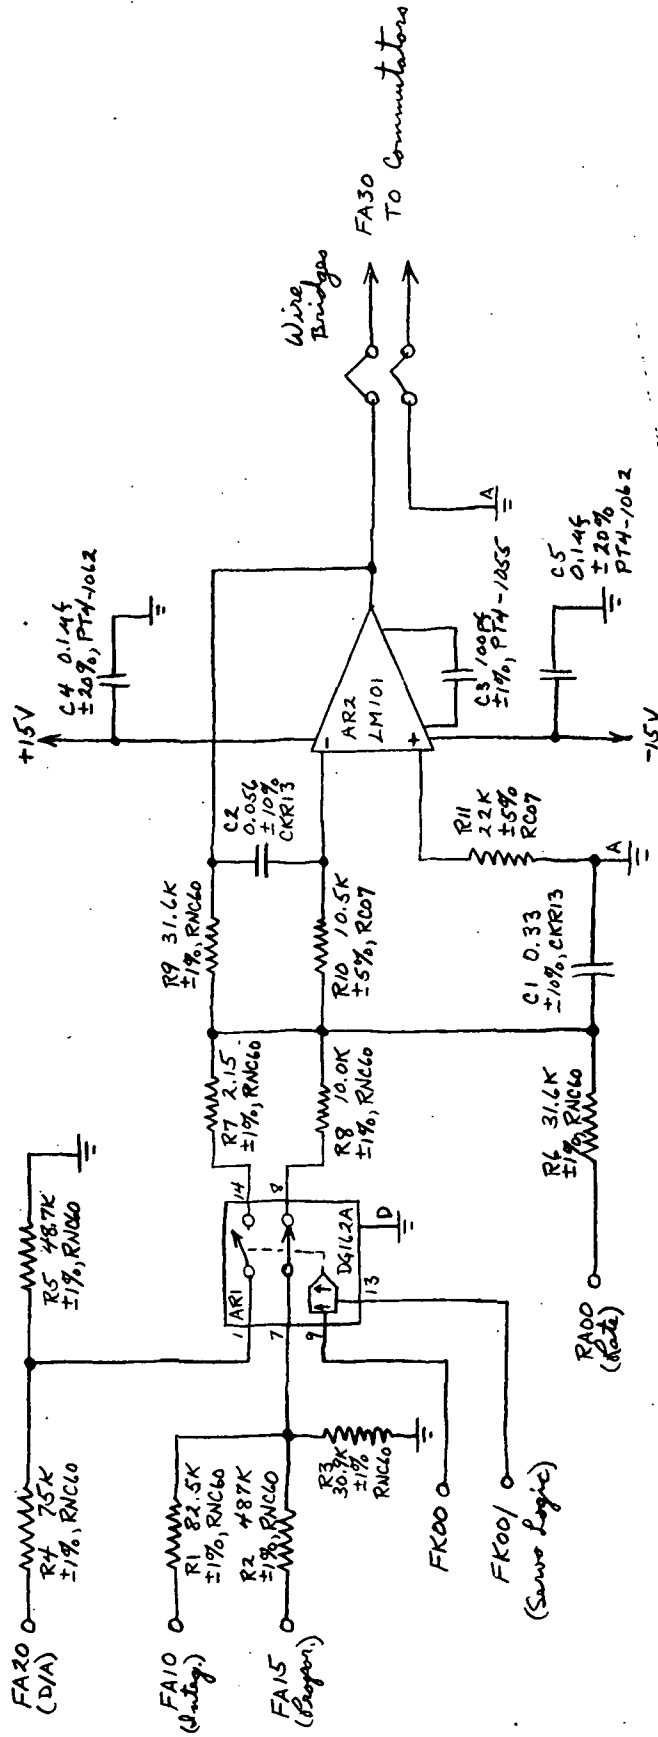 FA20
(D/A)
R4 75K
±1%, RNC60
R5 48.7K
±1%, RNC60
FA10
(Integ.)
R1 82.5K
±1%, RNC60
FA15
(Propor.)
R2 487K
±1%, RNC60
R3
30.9K
±1%
RNC60
FK00
FK001
(Servo Logic)
1
7
9
13
AR1
DG162A
14
8
D
R7 2.15
±1%, RNC60
R8 10.0K
±1%, RNC60
RA00
(Rate)
R6 31.6K
±1%, RNC60
R9 31.6K
±1%, RNC60
R10 10.5K
±5%, RC07
C1 0.33
±10%, CKR13
C2
0.056
±10%
CKR13
R11
22K
±5%
RC07
A
+15V
C4 0.1μf
±20%, PT4-1062
-
AR2
LM101
+
C3 100Pf
±1%, PT4-1055
-15V
C5
0.1μf
±20%
PT4-1062
A
Wire
Bridges
FA30
TO Commutators